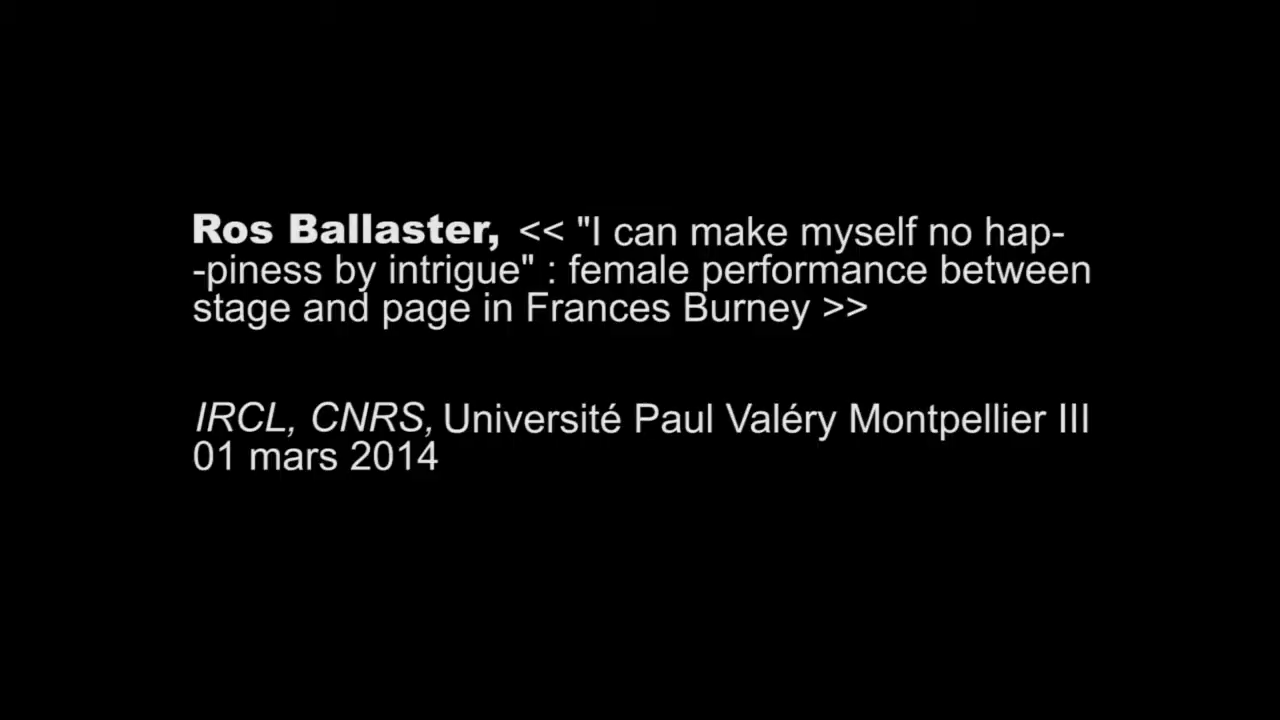 Ros Ballaster, << "I can make myself no hap-
-piness by intrigue" : female performance between
stage and page in Frances Burney >>
IRCL, CNRS, Université Paul Valéry Montpellier III
01 mars 2014